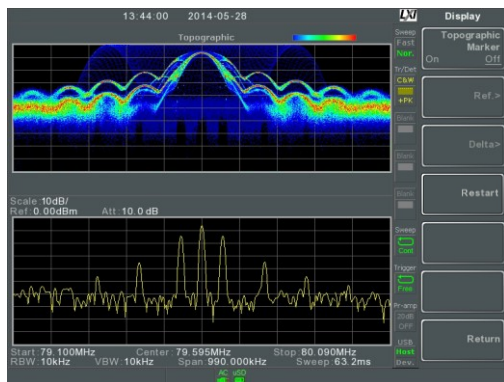 13:44:00 2014-05-28
LXI
Display
Topographic
Sweep
Fast
Nor.
Topographic
Marker
On Off
Tr/Det
C&W
+PK
Ref.>
Blank
Delta>
Blank
Blank
Restart
Scale:10dB/
Ref:0.00dBm Att:10.0 dB
Sweep
Cont
Trigger
Free
Pr-amp
20dB
OFF
USB
Host
Dev.
Return
Start:79.100MHz Center:79.595MHz Stop:80.090MHz
RBW:10kHz VBW:10kHz Span:990.000kHz Sweep:63.2ms
AC uSD